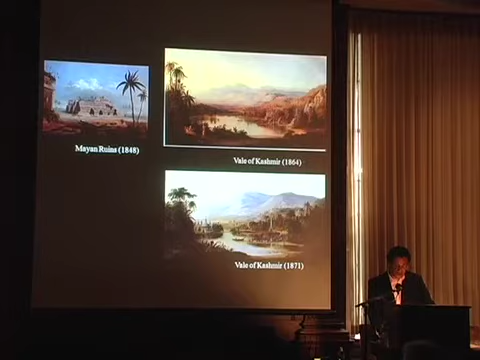 Mayan Ruins (1848)
Vale of Kashmir (1864)
Vale of Kashmir (1871)